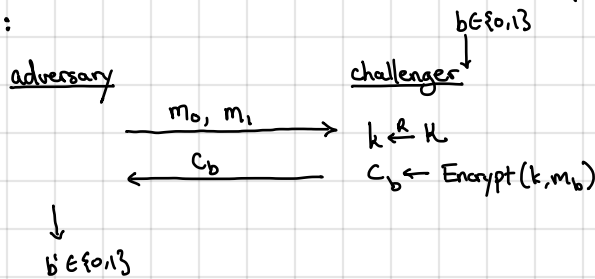 :
b∈{0,1}
adversary
challenger
m₀, m₁
k ←ᴿ K
C_b
C_b ← Encrypt(k, m_b)
b' ∈ {0,1}